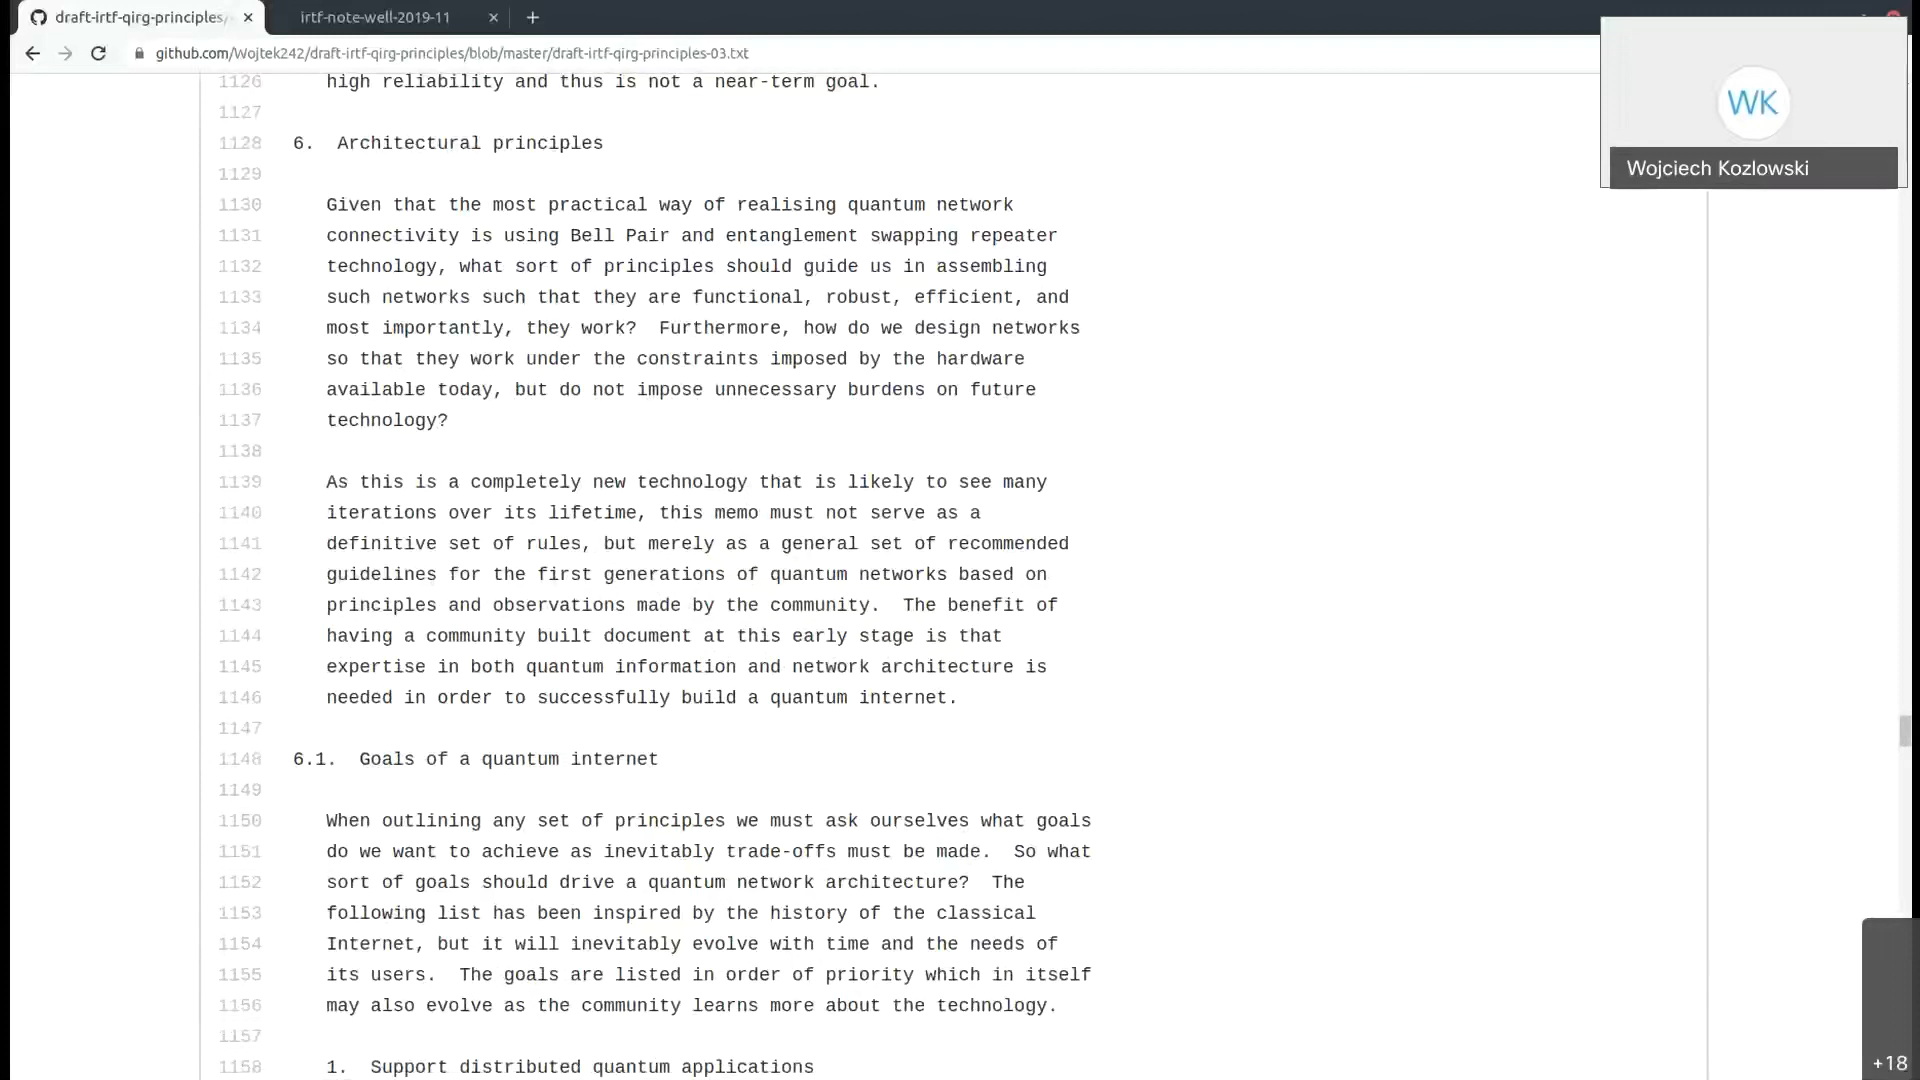 draft-irtf-qirg-principles/
irtf-note-well-2019-11
github.com/Wojtek242/draft-irtf-qirg-principles/blob/master/draft-irtf-qirg-principles-03.txt
WK
Wojciech Kozlowski
1126 high reliability and thus is not a near-term goal.
1127
1128 6. Architectural principles
1129
1130 Given that the most practical way of realising quantum network
1131 connectivity is using Bell Pair and entanglement swapping repeater
1132 technology, what sort of principles should guide us in assembling
1133 such networks such that they are functional, robust, efficient, and
1134 most importantly, they work? Furthermore, how do we design networks
1135 so that they work under the constraints imposed by the hardware
1136 available today, but do not impose unnecessary burdens on future
1137 technology?
1138
1139 As this is a completely new technology that is likely to see many
1140 iterations over its lifetime, this memo must not serve as a
1141 definitive set of rules, but merely as a general set of recommended
1142 guidelines for the first generations of quantum networks based on
1143 principles and observations made by the community. The benefit of
1144 having a community built document at this early stage is that
1145 expertise in both quantum information and network architecture is
1146 needed in order to successfully build a quantum internet.
1147
1148 6.1. Goals of a quantum internet
1149
1150 When outlining any set of principles we must ask ourselves what goals
1151 do we want to achieve as inevitably trade-offs must be made. So what
1152 sort of goals should drive a quantum network architecture? The
1153 following list has been inspired by the history of the classical
1154 Internet, but it will inevitably evolve with time and the needs of
1155 its users. The goals are listed in order of priority which in itself
1156 may also evolve as the community learns more about the technology.
1157
1158 1. Support distributed quantum applications
+18